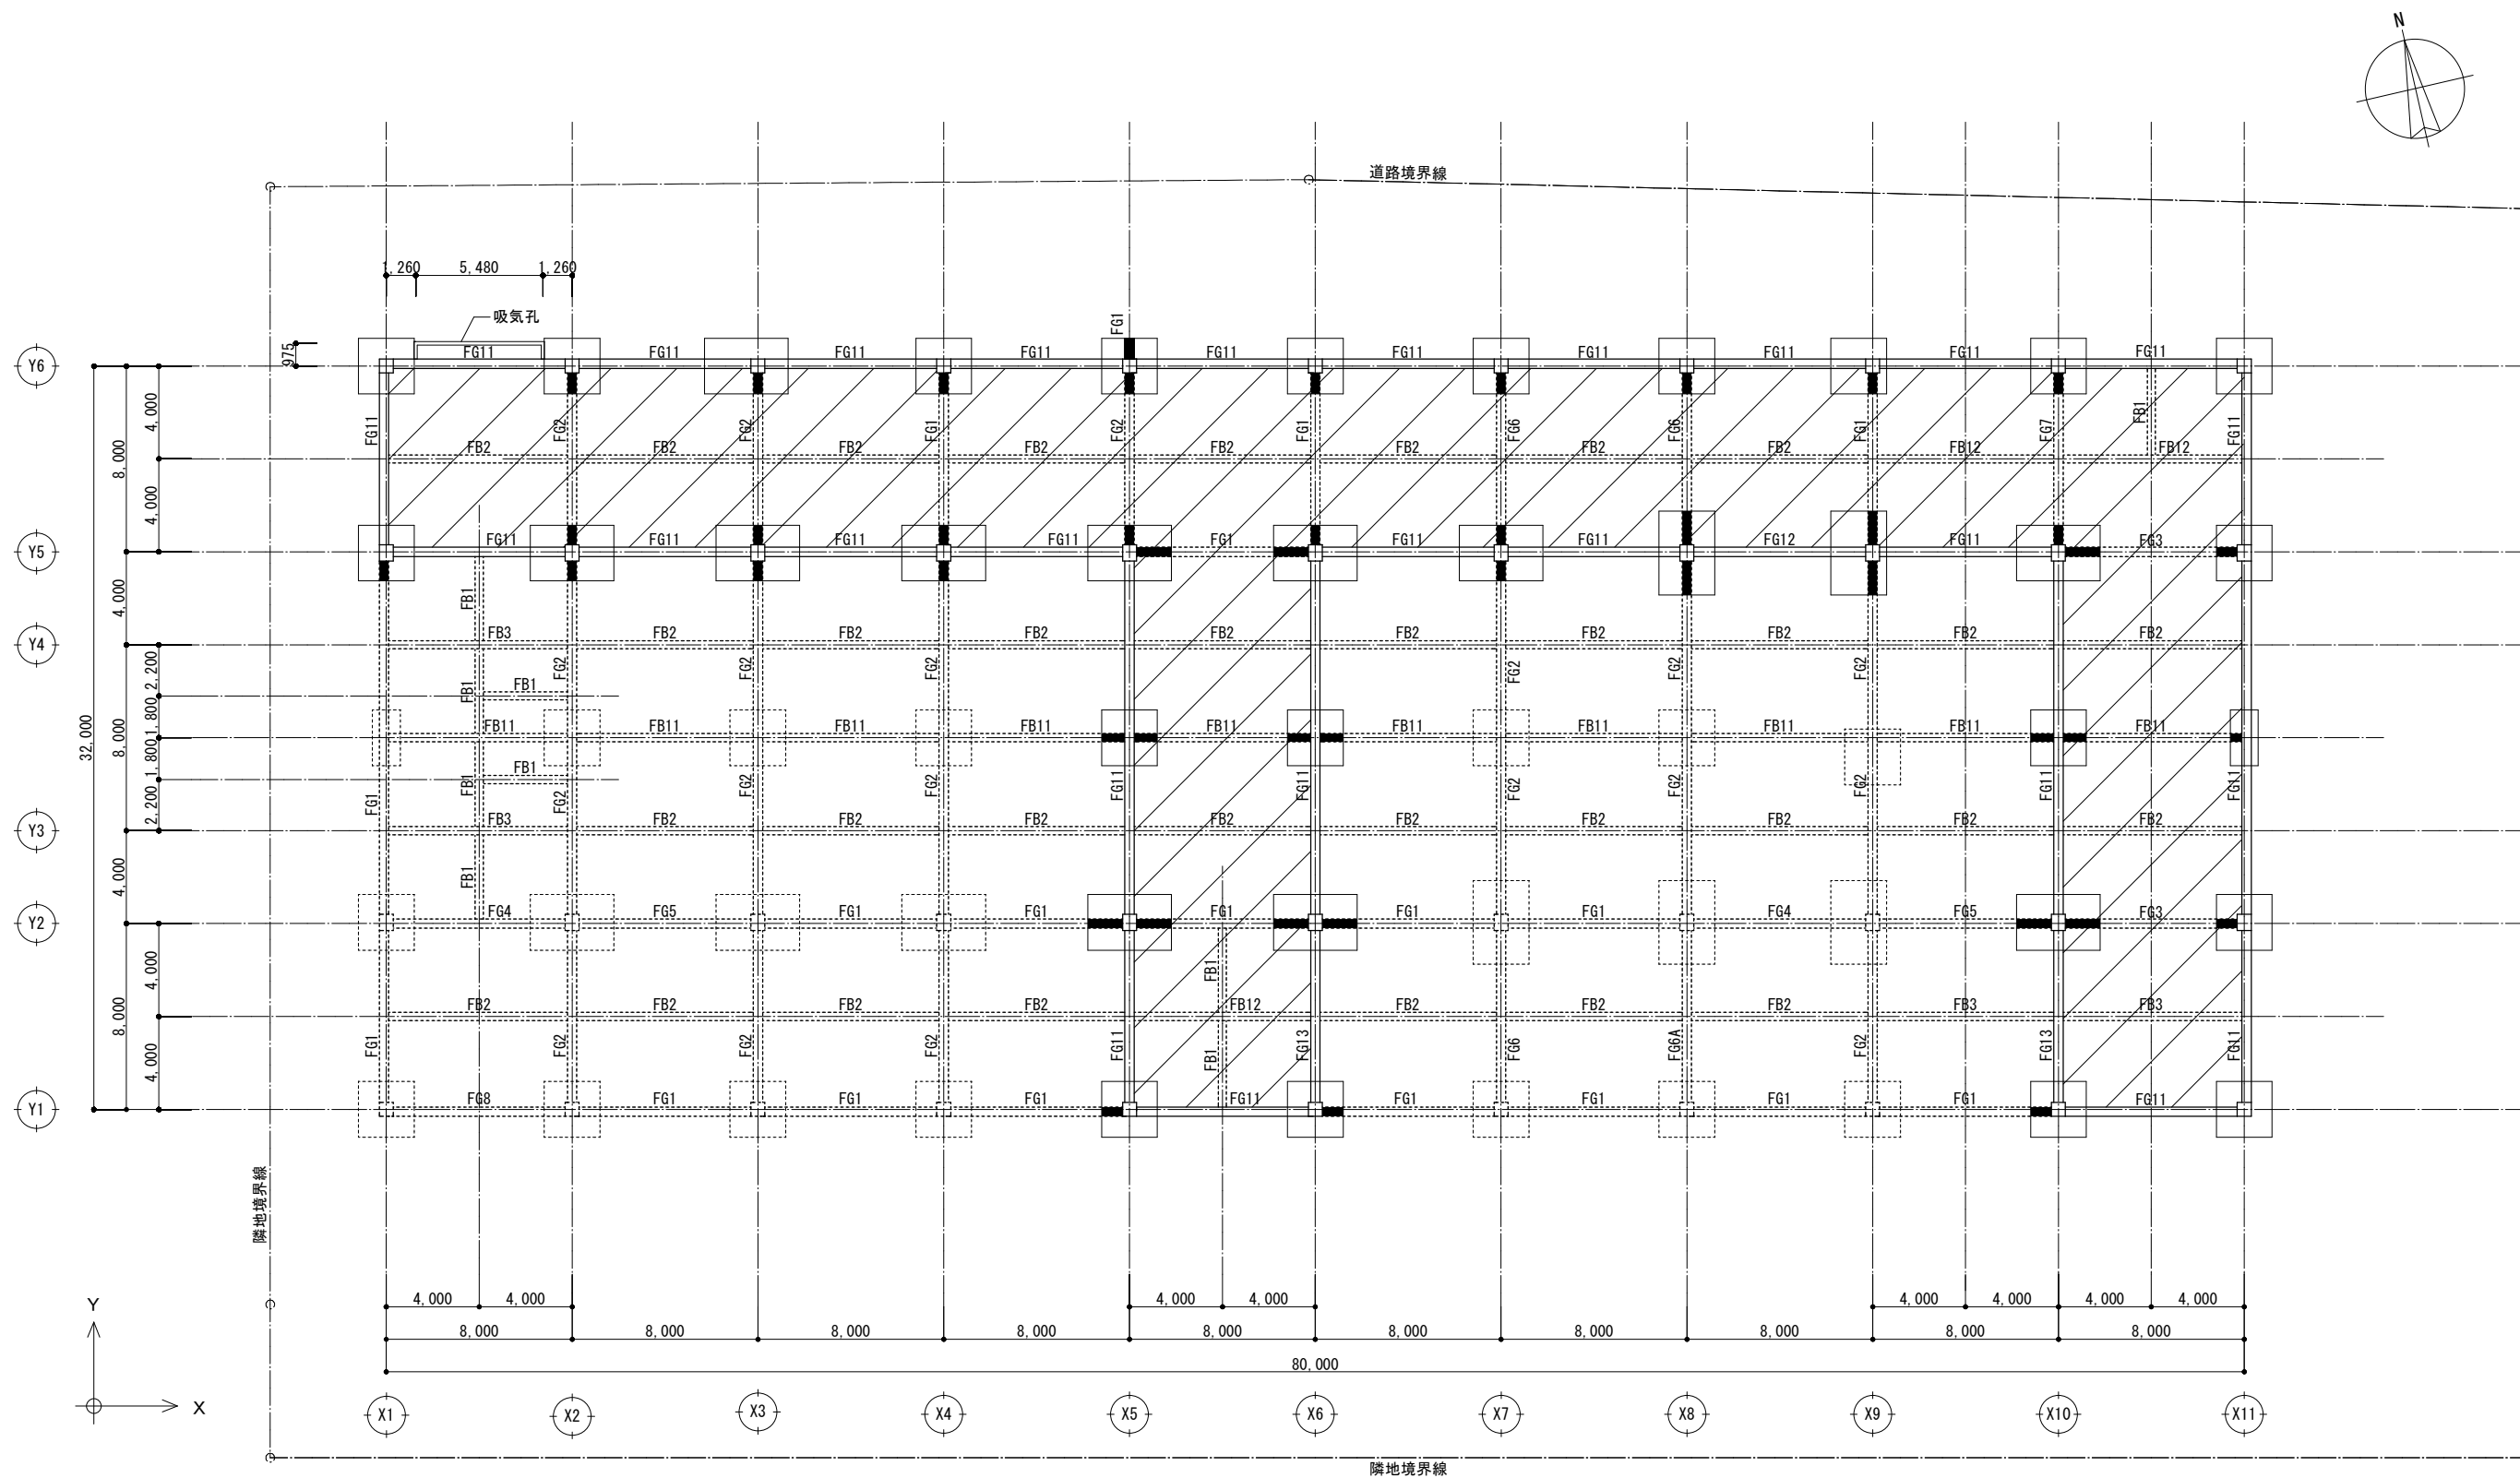 N
道路境界線
1,260 5,480 1,260
吸気孔
975
FG1
Y6
FG11 FG11 FG11 FG11 FG11 FG11 FG11 FG11 FG11 FG11
4,000
8,000
FG11 FG2 FG2 FG1 FG2 FG1 FG6 FG6 FG1 FG7 FB1 FG11
FB2 FB2 FB2 FB2 FB2 FB2 FB2 FB2 FB12 FB12
4,000
Y5
FG11 FG11 FG11 FG11 FG1 FG11 FG11 FG12 FG11 FG3
4,000
FB1
Y4
FB3 FB2 FB2 FB2 FB2 FB2 FB2 FB2 FB2 FB2
2,200
FB1 FB1
FG2 FG2 FG2 FG2 FG2 FG2
1,800
32,000
8,000
FB11 FB11 FB11 FB11 FB11 FB11 FB11 FB11 FB11 FB11
1,800
FB1 FB1
FG1 FG2 FG2 FG2 FG11 FG11 FG2 FG2 FG2 FG11 FG11
2,200
Y3
FB3 FB2 FB2 FB2 FB2 FB2 FB2 FB2 FB2 FB2
4,000
FB1
Y2
FG4 FG5 FG1 FG1 FG1 FG1 FG1 FG4 FG5 FG3
4,000
FB1
8,000
FB2 FB2 FB2 FB2 FB12 FB2 FB2 FB2 FB3 FB3
4,000
FG1 FG2 FG2 FG2 FG11 FB1 FG13 FG6 FG6A FG2 FG13 FG11
Y1
FG8 FG1 FG1 FG1 FG11 FG1 FG1 FG1 FG1 FG11
隣地境界線
4,000 4,000 4,000 4,000 4,000 4,000 4,000 4,000
8,000 8,000 8,000 8,000 8,000 8,000 8,000 8,000 8,000 8,000
80,000
Y
X
X1 X2 X3 X4 X5 X6 X7 X8 X9 X10 X11
隣地境界線